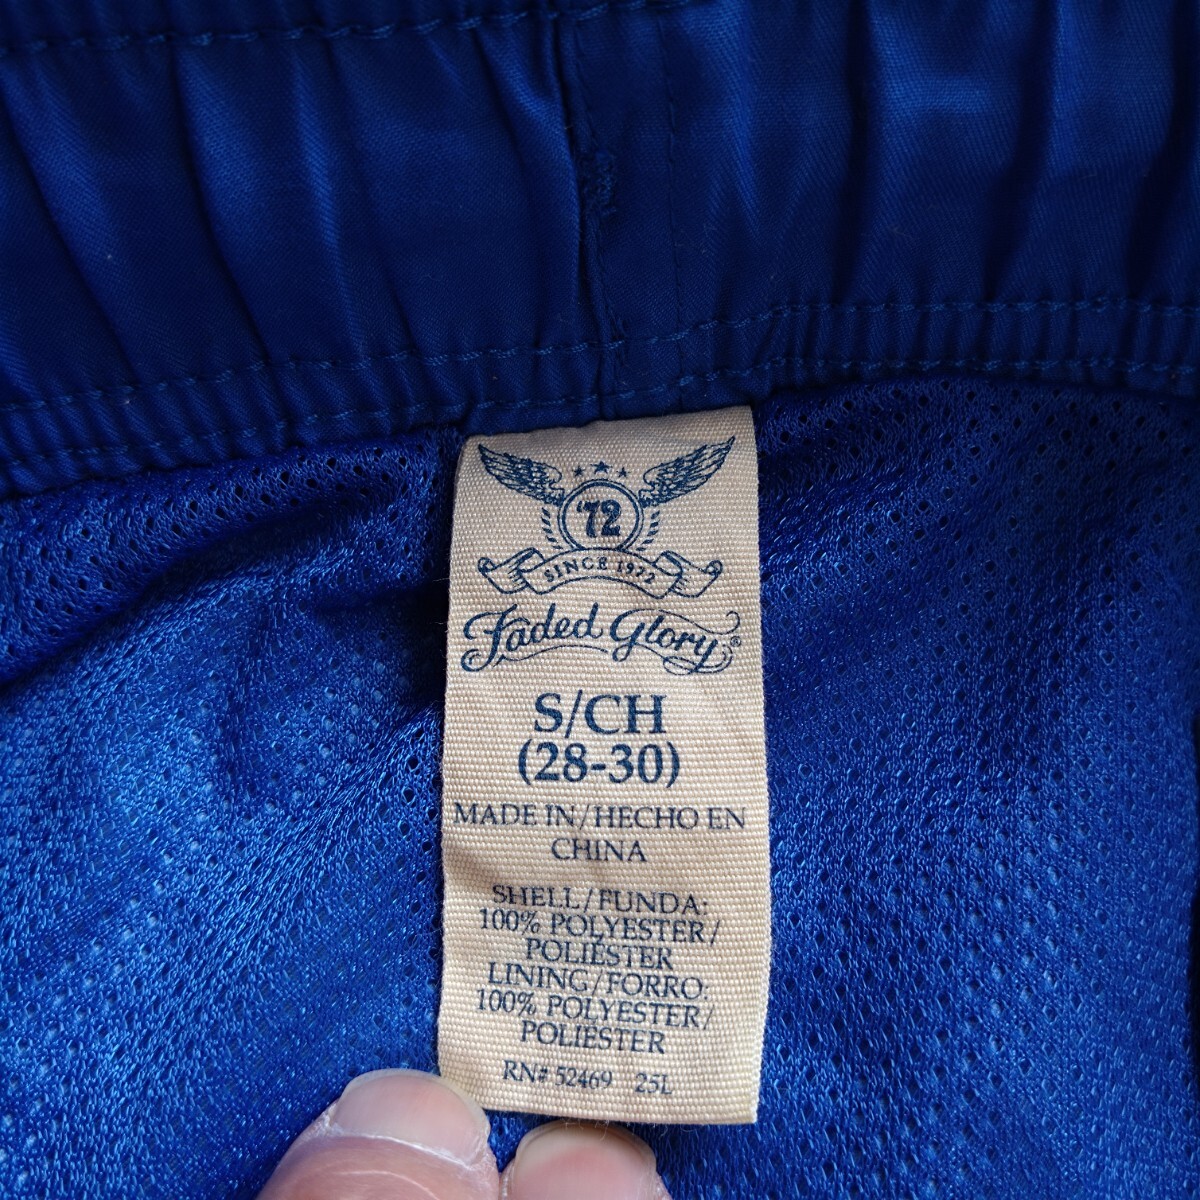 '72
SINCE 1972
Faded Glory®
S/CH
(28-30)
MADE IN/HECHO EN
CHINA
SHELL/FUNDA:
100% POLYESTER/
POLIÉSTER
LINING/FORRO:
100% POLYESTER/
POLIÉSTER
RN# 52469 25L